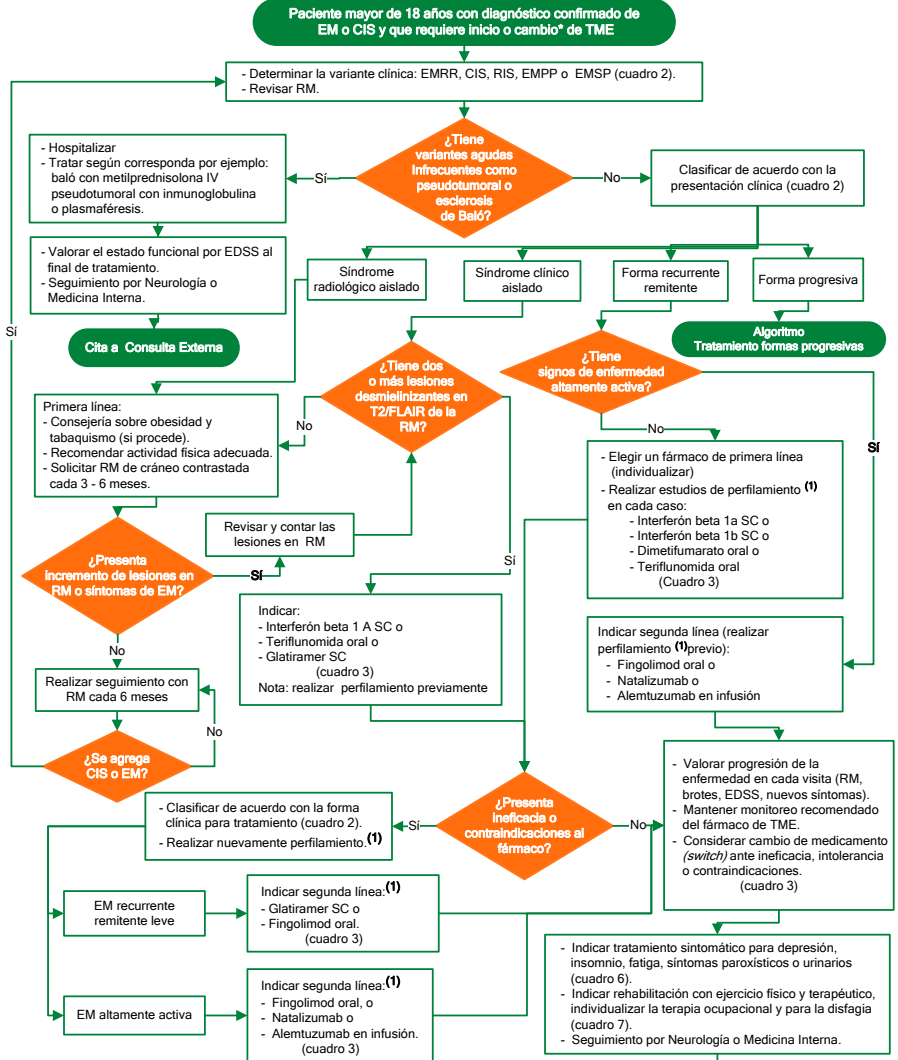 Paciente mayor de 18 años con diagnóstico confirmado de
EM o CIS y que requiere inicio o cambio* de TME
- Determinar la variante clínica: EMRR, CIS, RIS, EMPP o EMSP (cuadro 2).
- Revisar RM.
¿Tiene
variantes agudas
Infrecuentes como
pseudotumoral o
esclerosis
de Baló?
Sí
No
- Hospitalizar
- Tratar según corresponda por ejemplo:
baló con metilprednisolona IV
pseudotumoral con inmunoglobulina
o plasmaféresis.
Clasificar de acuerdo con la
presentación clínica (cuadro 2)
- Valorar el estado funcional por EDSS al
final de tratamiento.
- Seguimiento por Neurología o
Medicina Interna.
Cita a Consulta Externa
Síndrome
radiológico aislado
Síndrome clínico
aislado
Forma recurrente
remitente
Forma progresiva
Algoritmo
Tratamiento formas progresivas
Sí
¿Tiene dos
o más lesiones
desmielinizantes en
T2/FLAIR de la
RM?
No
Sí
¿Tiene
signos de enfermedad
altamente activa?
No
Sí
Primera línea:
- Consejería sobre obesidad y
tabaquismo (si procede).
- Recomendar actividad física adecuada.
- Solicitar RM de cráneo contrastada
cada 3 - 6 meses.
- Elegir un fármaco de primera línea
(individualizar)
- Realizar estudios de perfilamiento (1)
en cada caso:
- Interferón beta 1a SC o
- Interferón beta 1b SC o
- Dimetifumarato oral o
- Teriflunomida oral
(Cuadro 3)
Revisar y contar las
lesiones en RM
¿Presenta
incremento de lesiones en
RM o síntomas de EM?
Sí
No
Indicar:
- Interferón beta 1 A SC o
- Teriflunomida oral o
- Glatiramer SC
(cuadro 3)
Nota: realizar perfilamiento previamente
Indicar segunda línea (realizar
perfilamiento (1)previo):
- Fingolimod oral o
- Natalizumab o
- Alemtuzumab en infusión
Realizar seguimiento con
RM cada 6 meses
No
¿Se agrega
CIS o EM?
- Valorar progresión de la
enfermedad en cada visita (RM,
brotes, EDSS, nuevos síntomas).
- Mantener monitoreo recomendado
del fármaco de TME.
- Considerar cambio de medicamento
(switch) ante ineficacia, intolerancia
o contraindicaciones.
(cuadro 3)
¿Presenta
ineficacia o
contraindicaciones al
fármaco?
Sí
No
- Clasificar de acuerdo con la forma
clínica para tratamiento (cuadro 2).
- Realizar nuevamente perfilamiento.(1)
EM recurrente
remitente leve
Indicar segunda línea:(1)
- Glatiramer SC o
- Fingolimod oral.
(cuadro 3)
EM altamente activa
Indicar segunda línea:(1)
- Fingolimod oral, o
- Natalizumab o
- Alemtuzumab en infusión.
(cuadro 3)
- Indicar tratamiento sintomático para depresión,
insomnio, fatiga, síntomas paroxísticos o urinarios
(cuadro 6).
- Indicar rehabilitación con ejercicio físico y terapéutico,
individualizar la terapia ocupacional y para la disfagia
(cuadro 7).
- Seguimiento por Neurología o Medicina Interna.